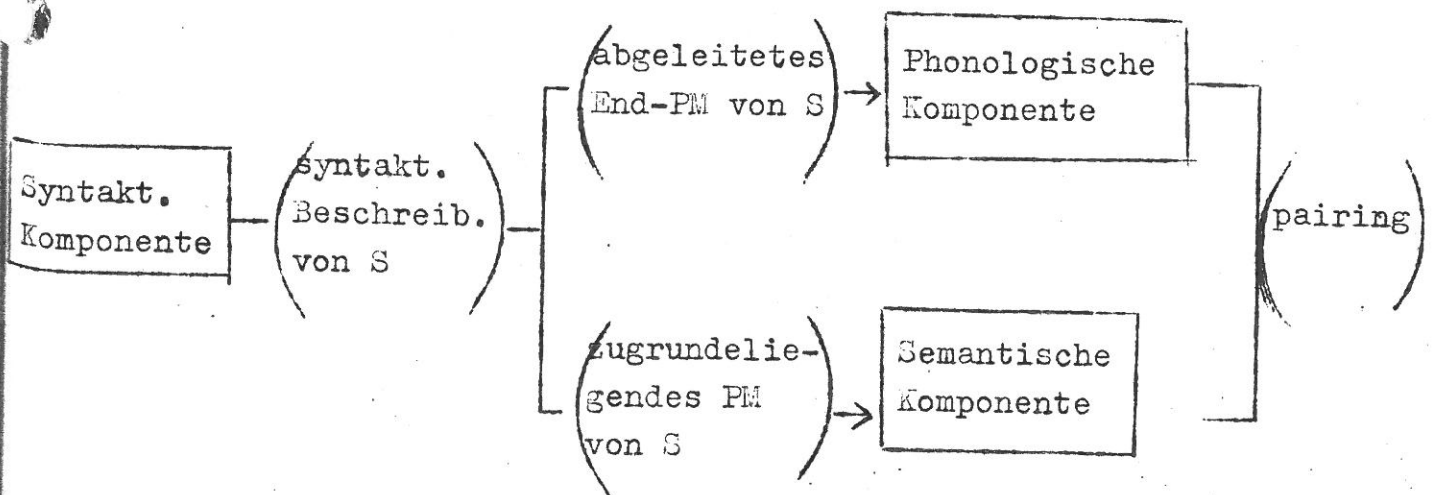 Syntakt.
Komponente
syntakt.
Beschreib.
von S
abgeleitetes
End-PM von S
Phonologische
Komponente
zugrundelie-
gendes PM
von S
Semantische
Komponente
pairing